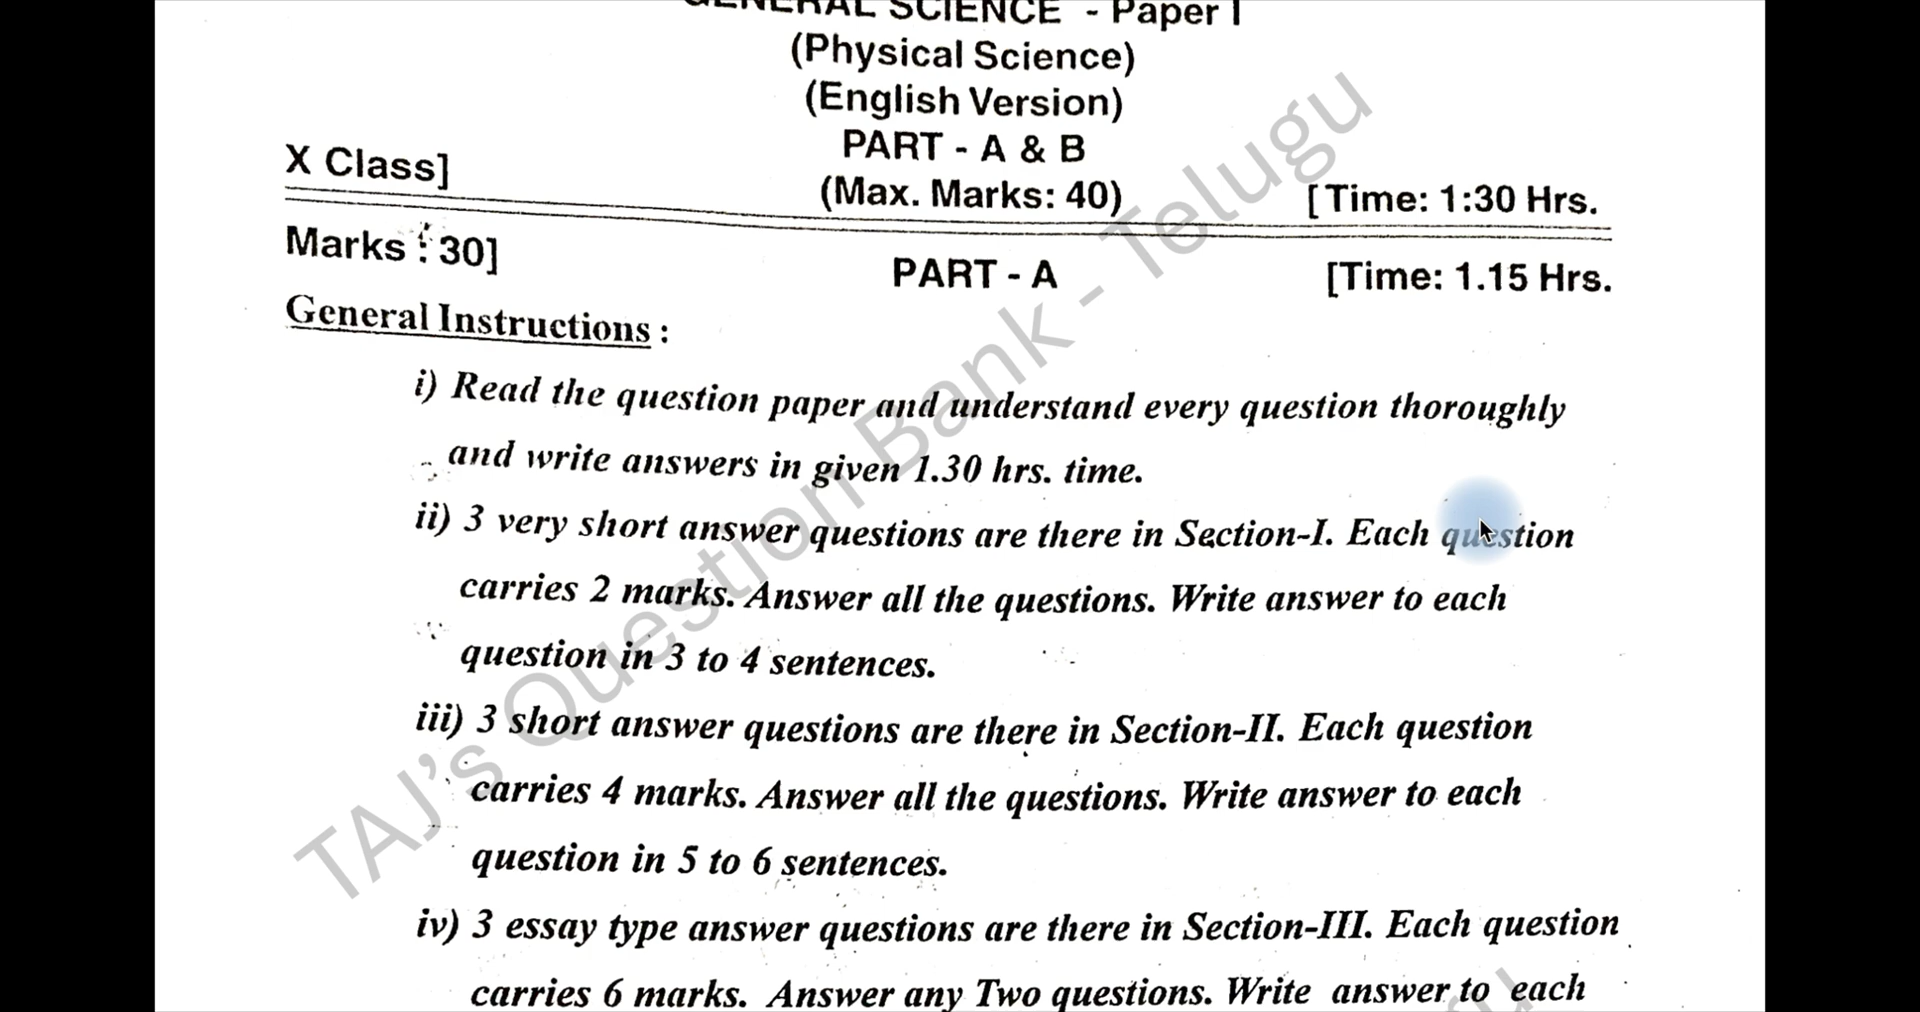 GENERAL SCIENCE - Paper I
(Physical Science)
(English Version)
PART - A & B
X Class]
(Max. Marks: 40)
[Time: 1:30 Hrs.
Marks : 30]
PART - A
[Time: 1.15 Hrs.
General Instructions :
i) Read the question paper and understand every question thoroughly
and write answers in given 1.30 hrs. time.
ii) 3 very short answer questions are there in Section-I. Each question
carries 2 marks. Answer all the questions. Write answer to each
question in 3 to 4 sentences.
iii) 3 short answer questions are there in Section-II. Each question
carries 4 marks. Answer all the questions. Write answer to each
question in 5 to 6 sentences.
iv) 3 essay type answer questions are there in Section-III. Each question
carries 6 marks. Answer any Two questions. Write answer to each
TAJ's Question Bank - Telugu